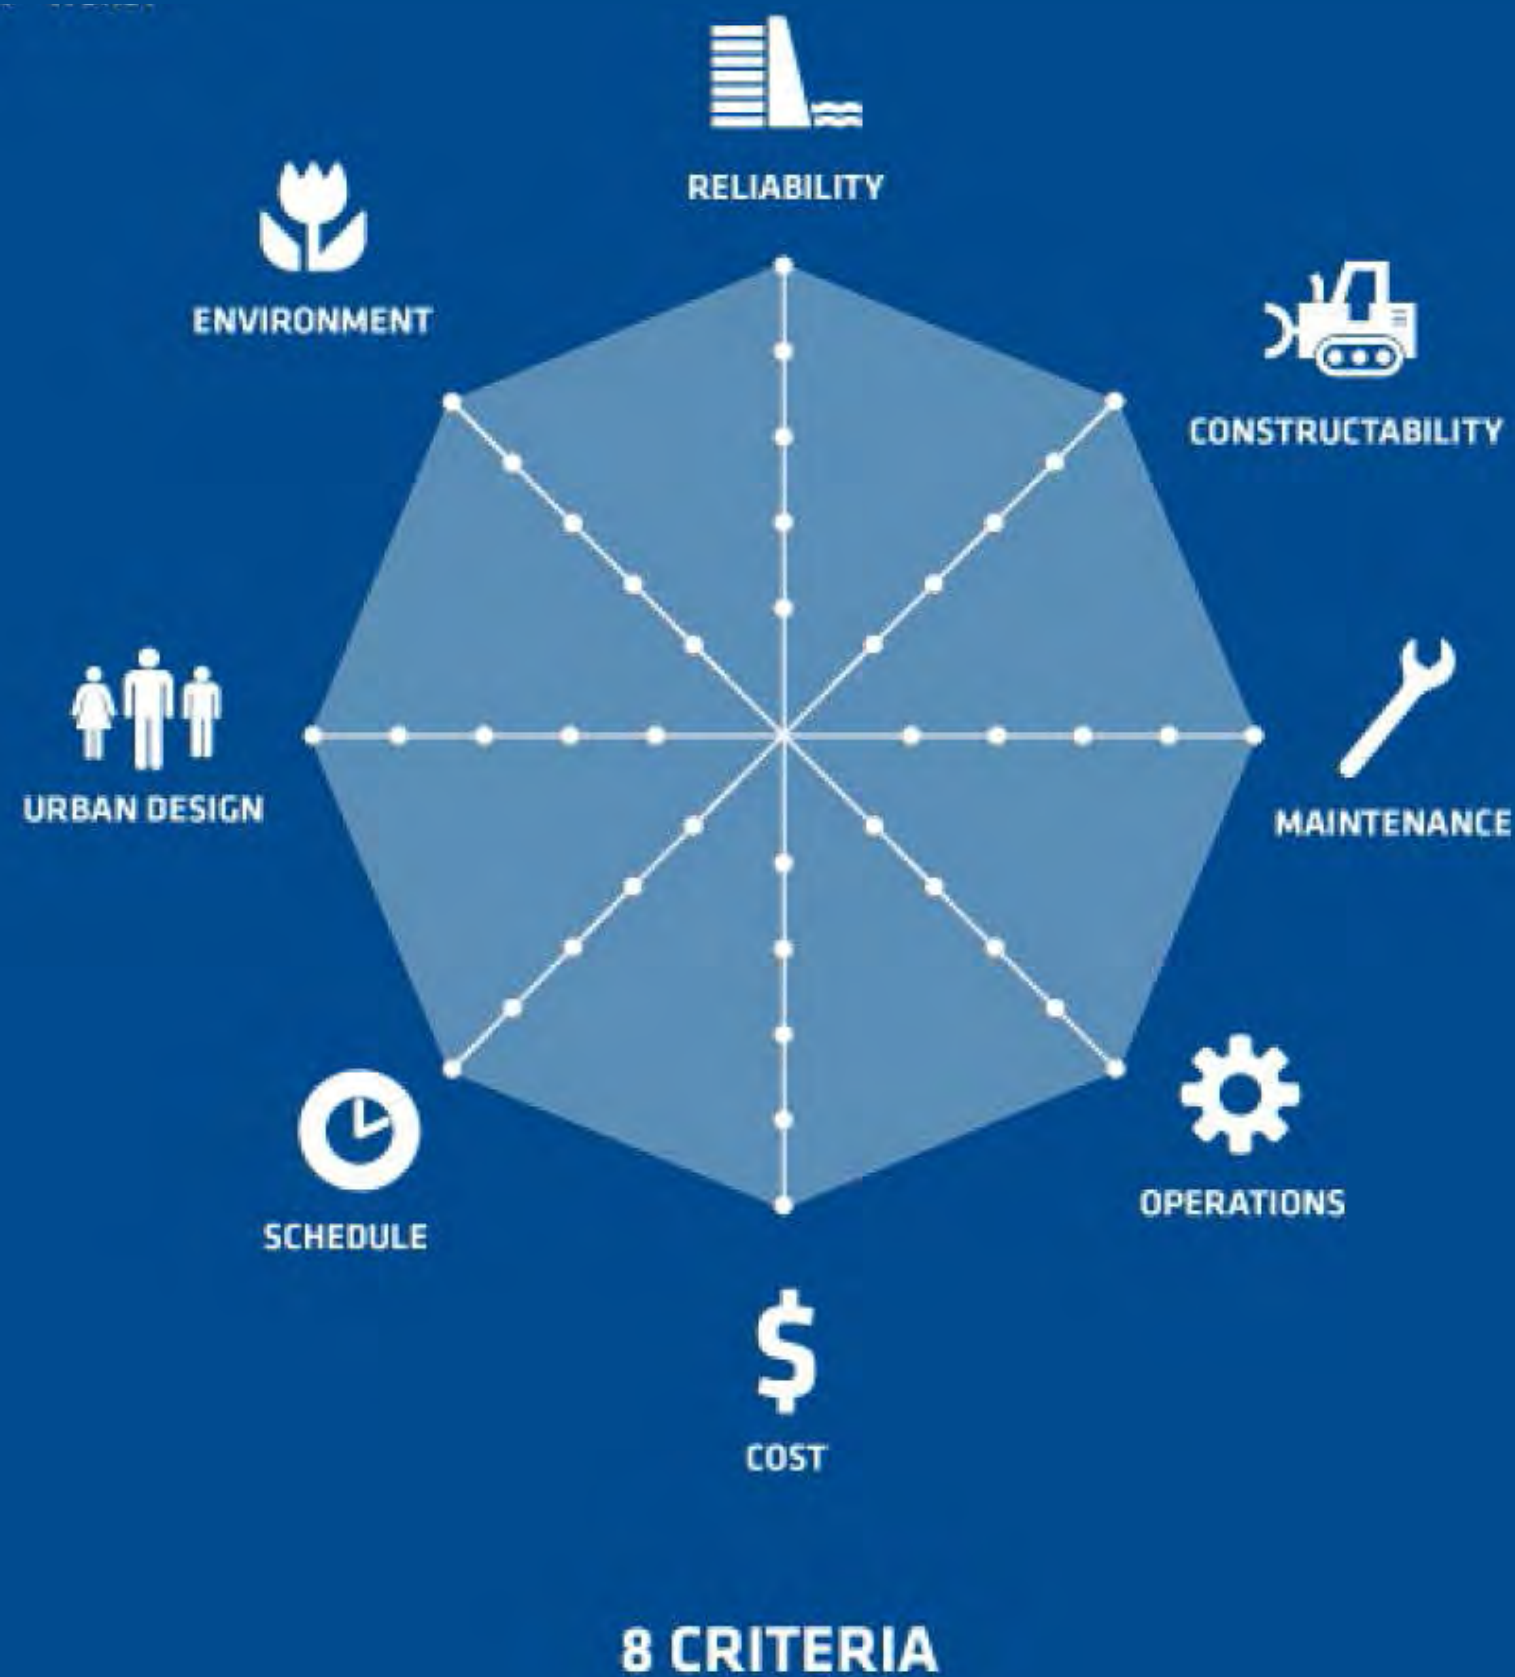 RELIABILITY
ENVIRONMENT
CONSTRUCTABILITY
URBAN DESIGN
MAINTENANCE
OPERATIONS
SCHEDULE
$
COST
8 CRITERIA